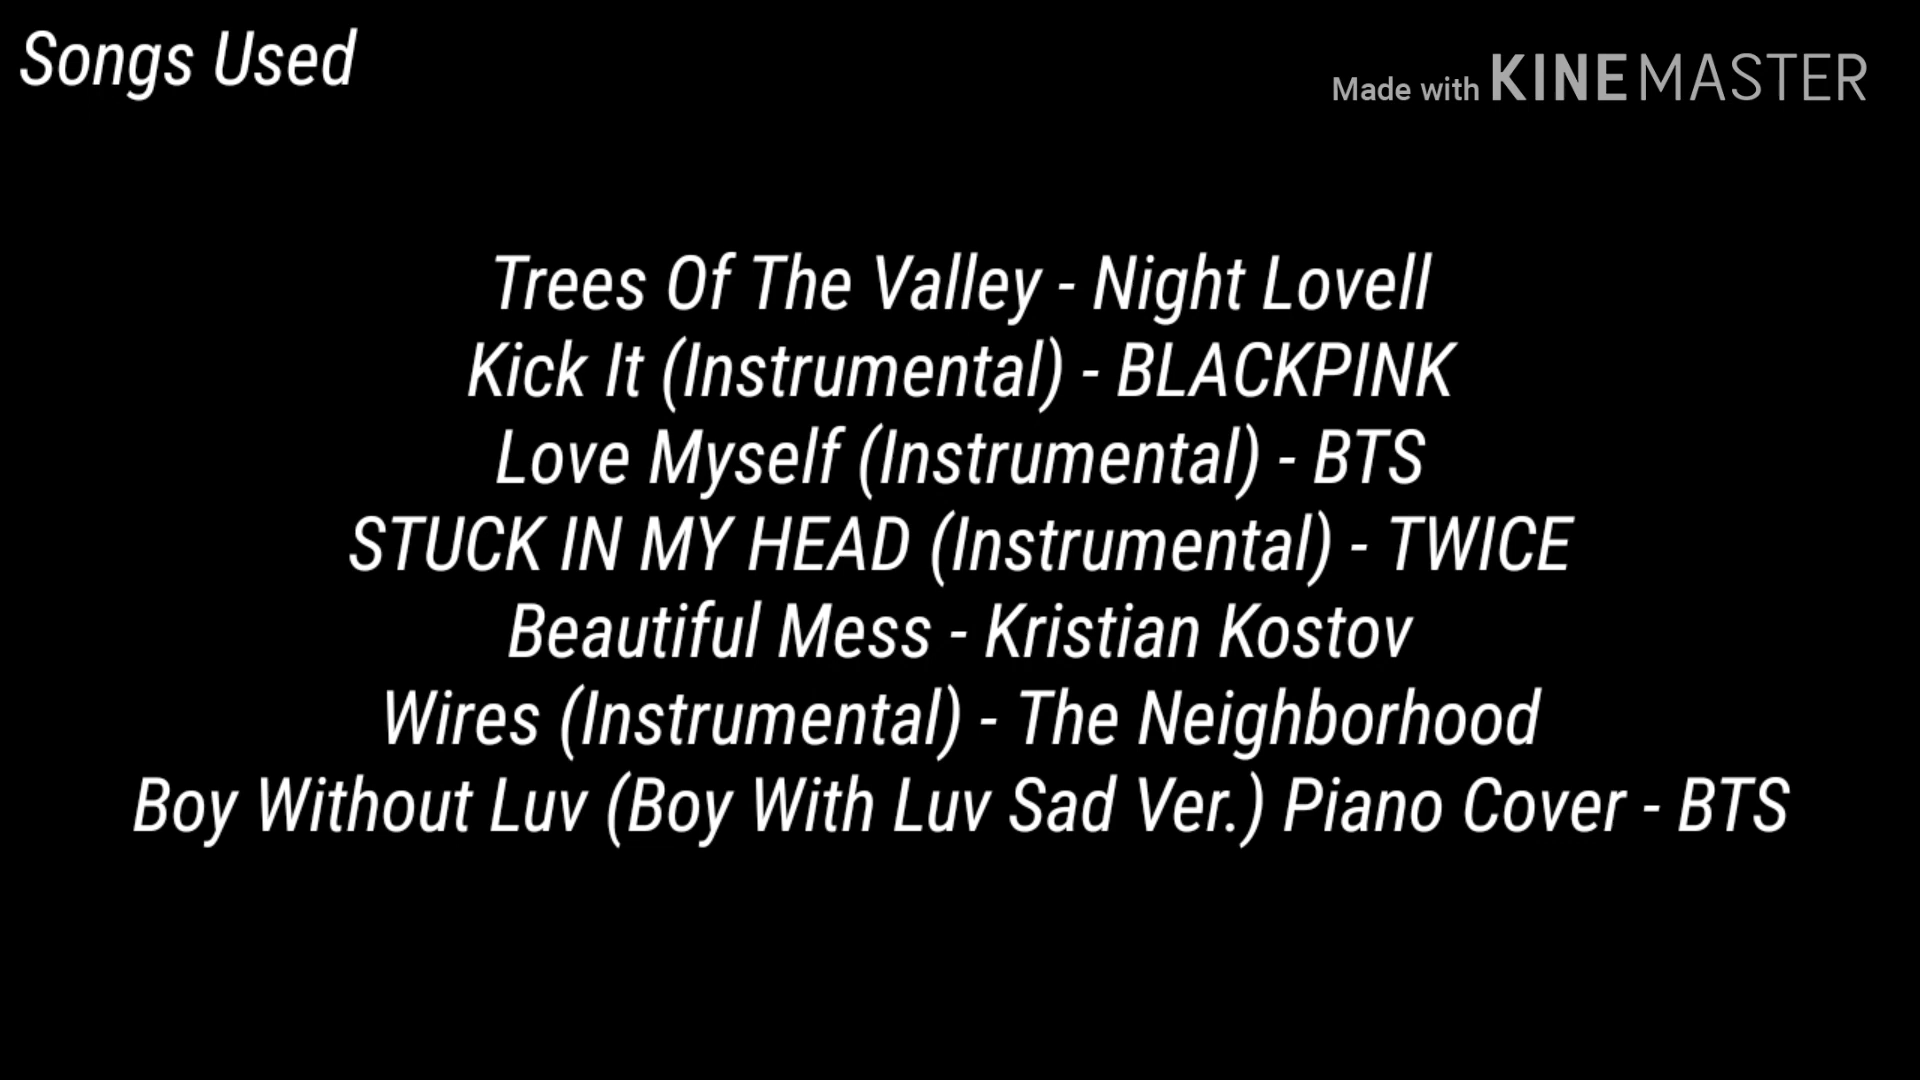 Songs Used
Made with KINEMASTER
Trees Of The Valley - Night Lovell
Kick It (Instrumental) - BLACKPINK
Love Myself (Instrumental) - BTS
STUCK IN MY HEAD (Instrumental) - TWICE
Beautiful Mess - Kristian Kostov
Wires (Instrumental) - The Neighborhood
Boy Without Luv (Boy With Luv Sad Ver.) Piano Cover - BTS